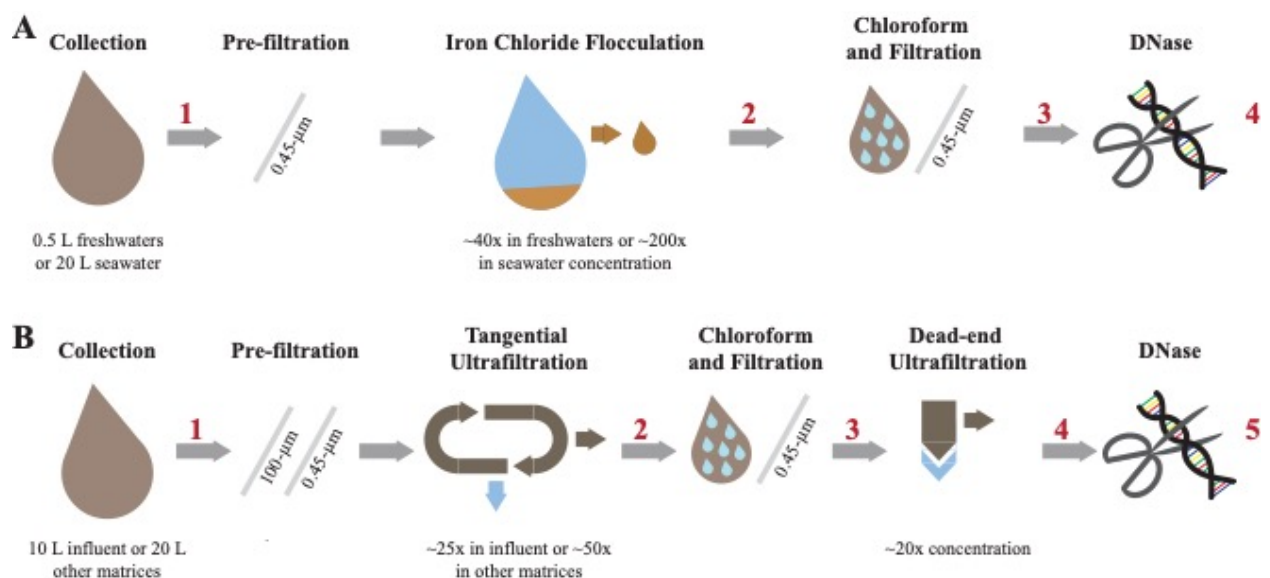 A
Collection
Pre-filtration
Iron Chloride Flocculation
Chloroform
and Filtration
DNase
1
0.45-μm
2
0.45-μm
3
4
0.5 L freshwaters
or 20 L seawater
~40x in freshwaters or ~200x
in seawater concentration
B
Collection
Pre-filtration
Tangential
Ultrafiltration
Chloroform
and Filtration
Dead-end
Ultrafiltration
DNase
1
100-μm
0.45-μm
2
0.45-μm
3
4
5
10 L influent or 20 L
other matrices
~25x in influent or ~50x
in other matrices
~20x concentration